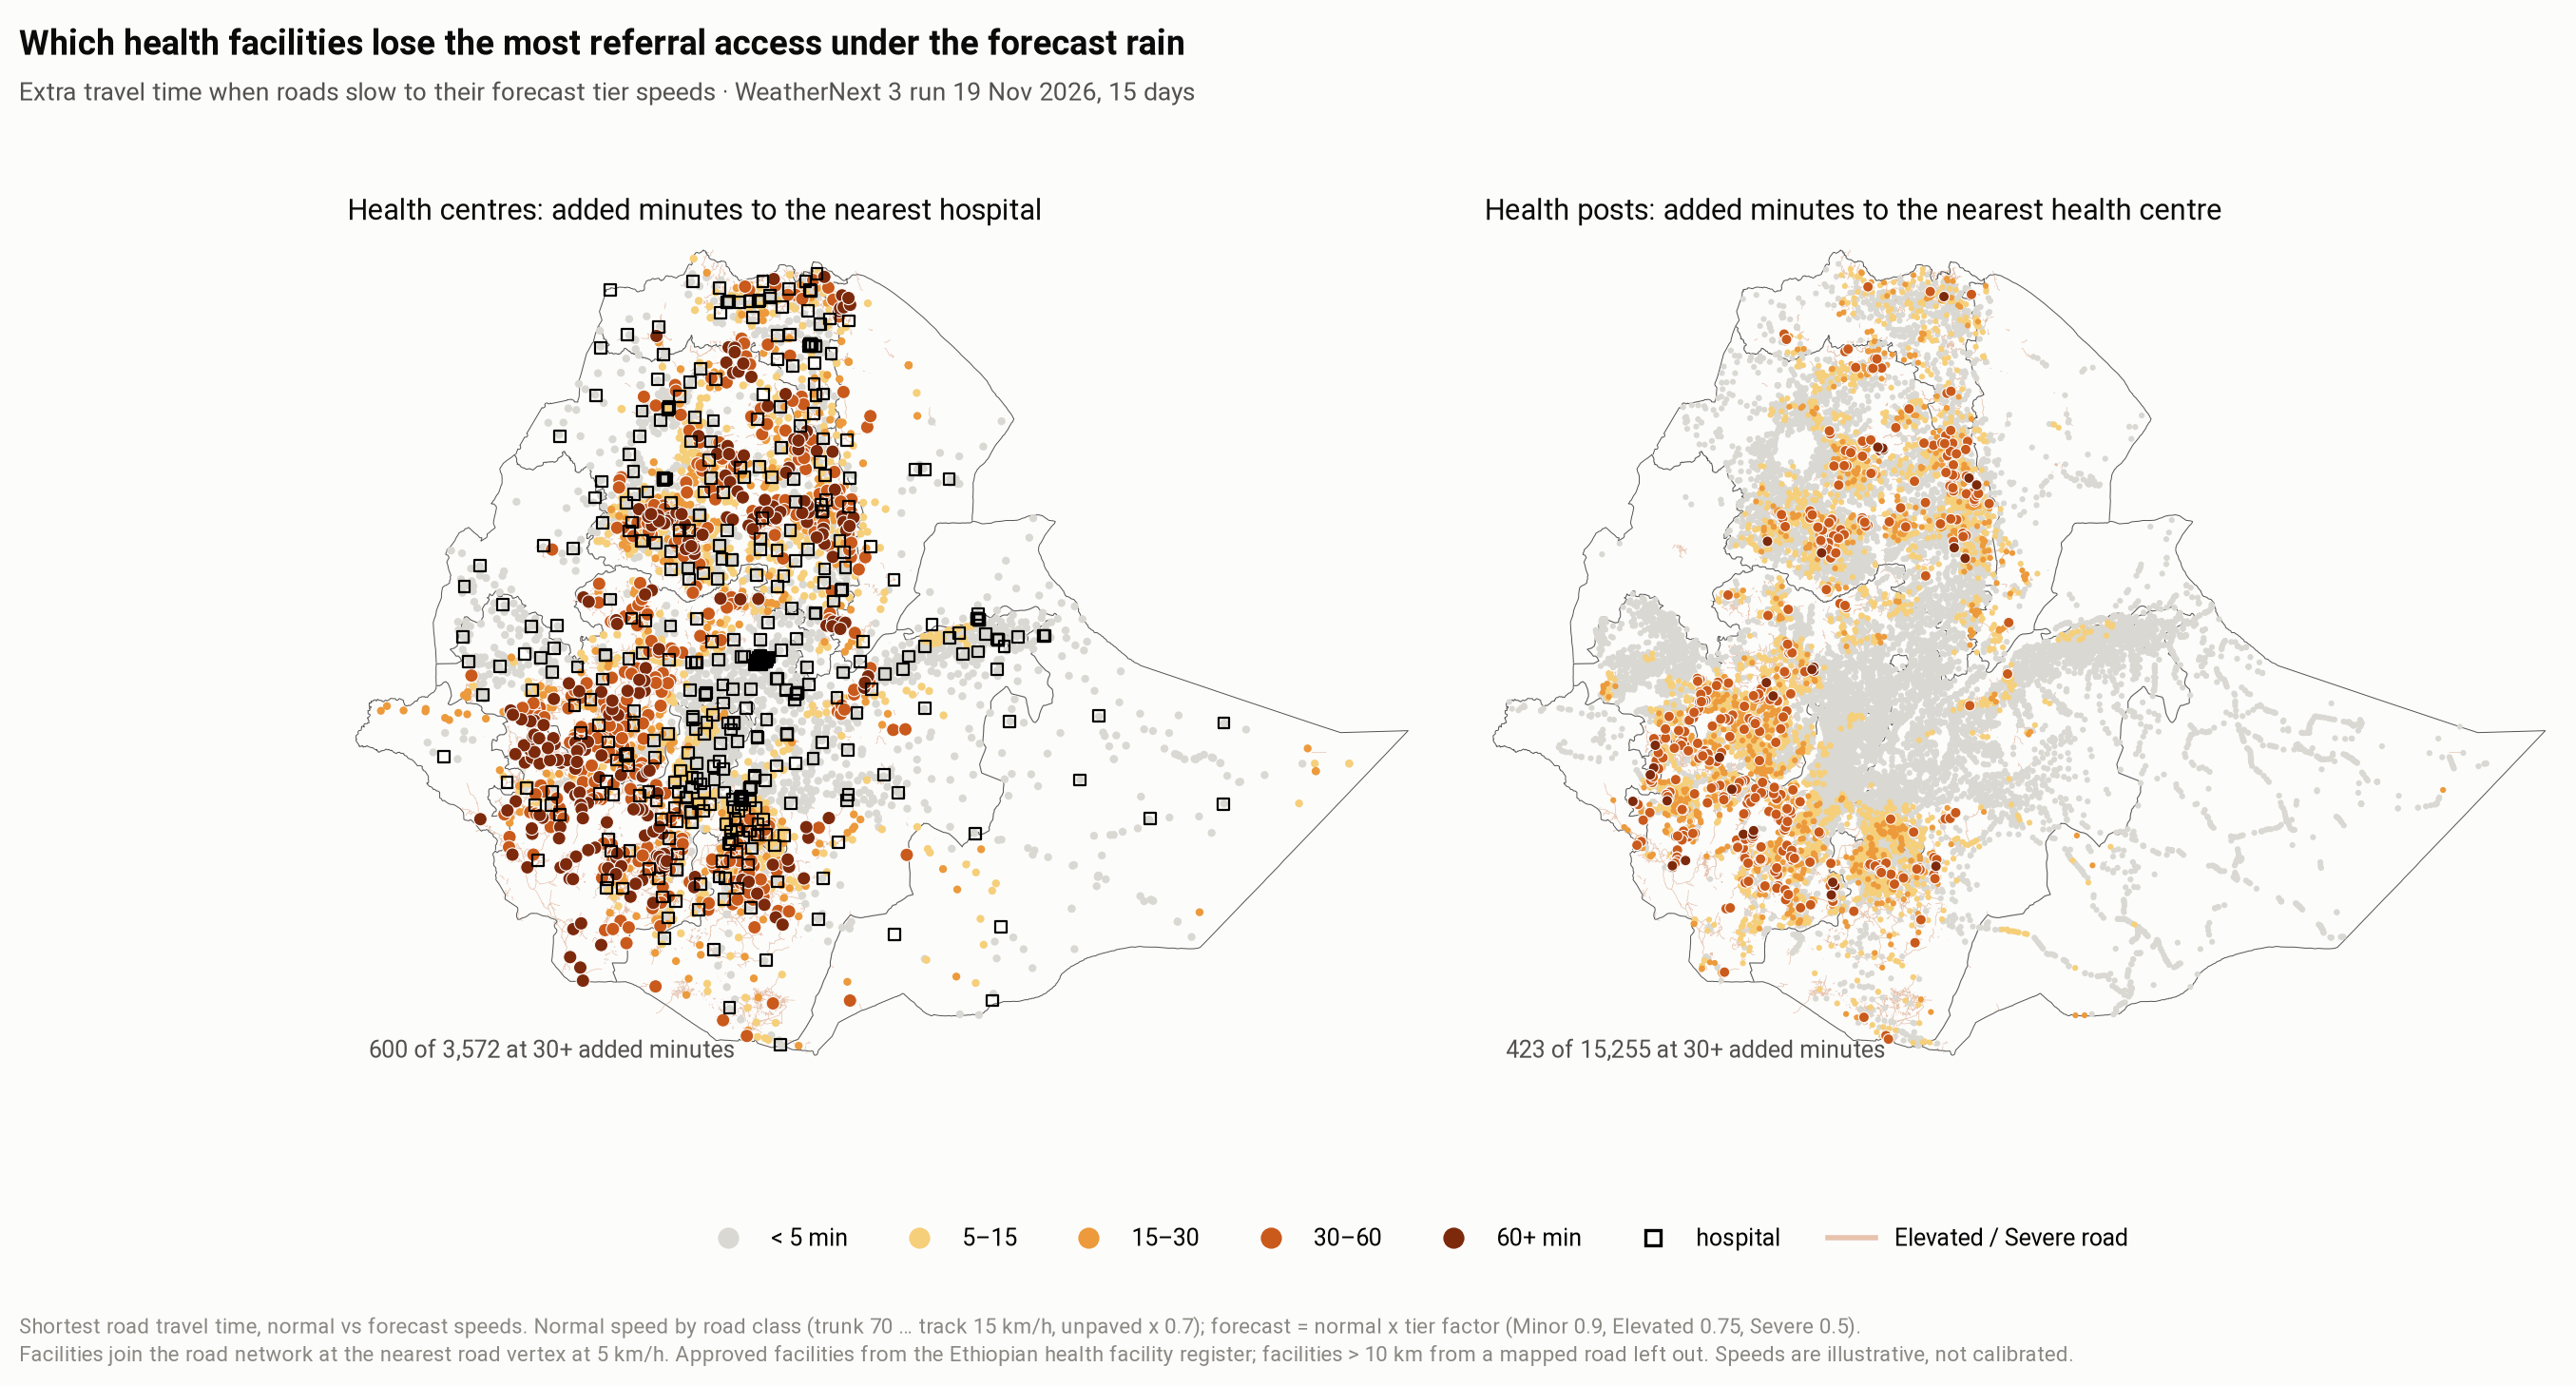 Which health facilities lose the most referral access under the forecast rain
Extra travel time when roads slow to their forecast tier speeds · WeatherNext 3 run 19 Nov 2026, 15 days
Health centres: added minutes to the nearest hospital
Health posts: added minutes to the nearest health centre
600 of 3,572 at 30+ added minutes
423 of 15,255 at 30+ added minutes
< 5 min
5–15
15–30
30–60
60+ min
hospital
Elevated / Severe road
Shortest road travel time, normal vs forecast speeds. Normal speed by road class (trunk 70 ... track 15 km/h, unpaved x 0.7); forecast = normal x tier factor (Minor 0.9, Elevated 0.75, Severe 0.5).
Facilities join the road network at the nearest road vertex at 5 km/h. Approved facilities from the Ethiopian health facility register; facilities > 10 km from a mapped road left out. Speeds are illustrative, not calibrated.